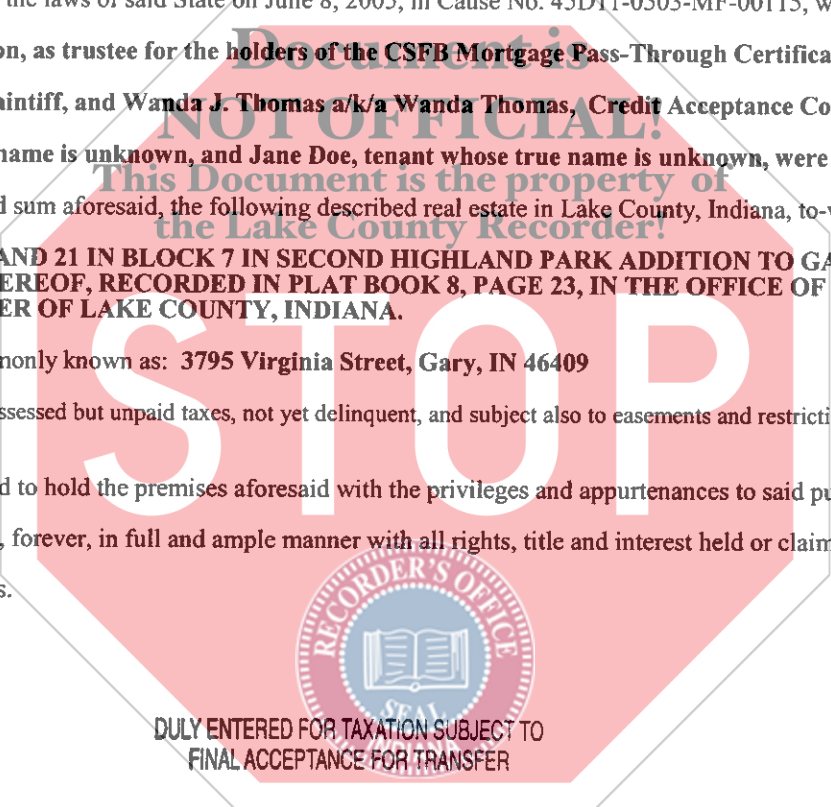 the laws of said State on June 8, 2005, in Cause No. 45D11-0503-MF-00115, w
on, as trustee for the holders of the CSFB Mortgage Pass-Through Certifica
Document is
aintiff, and Wanda J. Thomas a/k/a Wanda Thomas, Credit Acceptance Co
NOT OFFICIAL!
name is unknown, and Jane Doe, tenant whose true name is unknown, were
This Document is the property of
d sum aforesaid, the following described real estate in Lake County, Indiana, to-
the Lake County Recorder!
AND 21 IN BLOCK 7 IN SECOND HIGHLAND PARK ADDITION TO GA
EREOF, RECORDED IN PLAT BOOK 8, PAGE 23, IN THE OFFICE OF
ER OF LAKE COUNTY, INDIANA.
monly known as: 3795 Virginia Street, Gary, IN 46409
ssessed but unpaid taxes, not yet delinquent, and subject also to easements and restricti
STOP
d to hold the premises aforesaid with the privileges and appurtenances to said pu
, forever, in full and ample manner with all rights, title and interest held or claim
s.
RECORDER'S OFFICE
SEAL
INDIANA
DULY ENTERED FOR TAXATION SUBJECT TO
FINAL ACCEPTANCE FOR TRANSFER